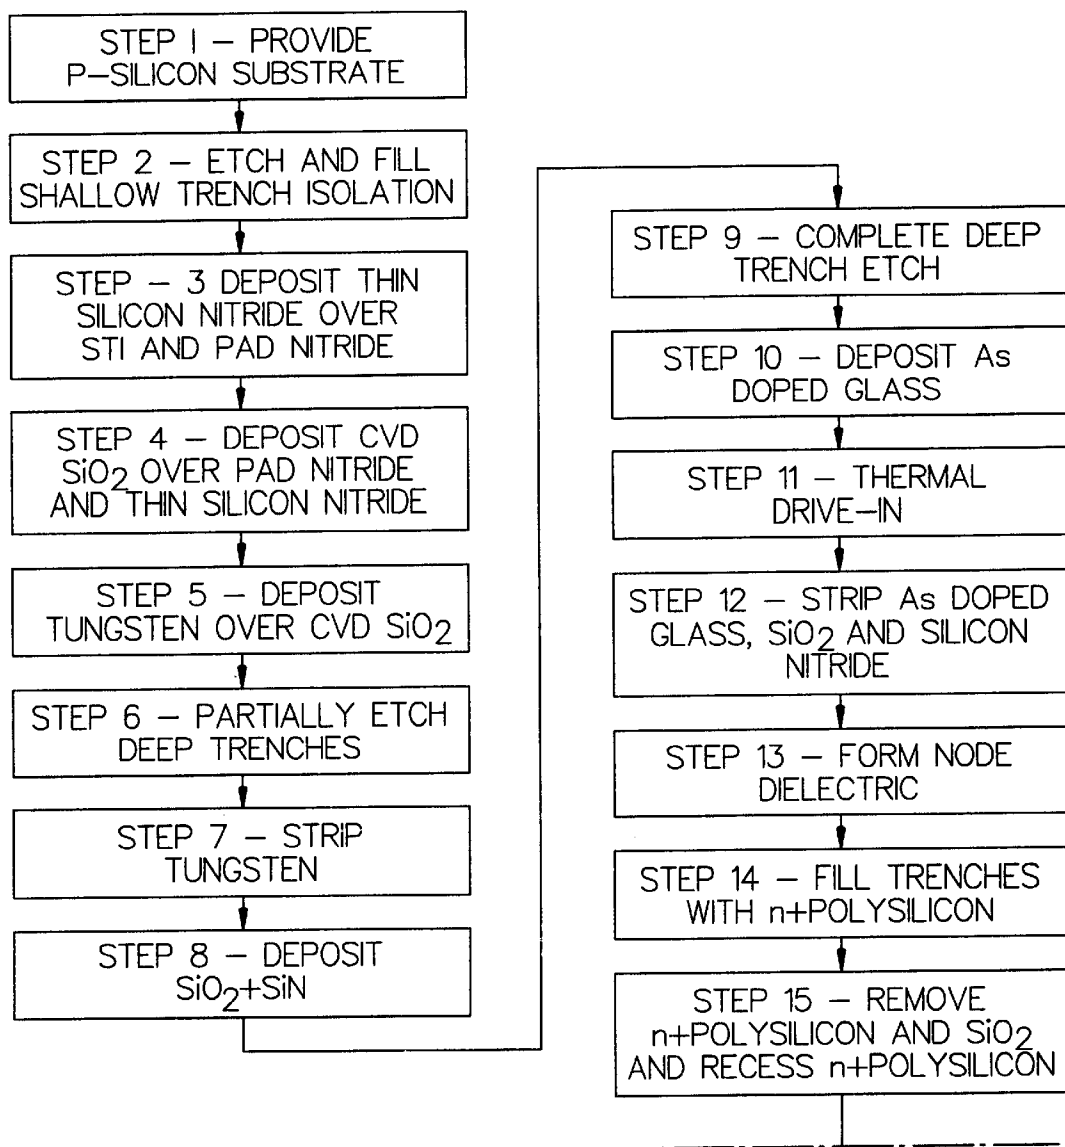 STEP 1 – PROVIDE
P–SILICON SUBSTRATE
STEP 2 – ETCH AND FILL
SHALLOW TRENCH ISOLATION
STEP – 3 DEPOSIT THIN
SILICON NITRIDE OVER
STI AND PAD NITRIDE
STEP 4 – DEPOSIT CVD
SiO2 OVER PAD NITRIDE
AND THIN SILICON NITRIDE
STEP 5 – DEPOSIT
TUNGSTEN OVER CVD SiO2
STEP 6 – PARTIALLY ETCH
DEEP TRENCHES
STEP 7 – STRiP
TUNGSTEN
STEP 8 – DEPOSIT
SiO2+SiN
STEP 9 – COMPLETE DEEP
TRENCH ETCH
STEP 10 – DEPOSIT As
DOPED GLASS
STEP 11 – THERMAL
DRIVE–IN
STEP 12 – STRIP As DOPED
GLASS, SiO2 AND SILICON
NITRIDE
STEP 13 – FORM NODE
DIELECTRIC
STEP 14 – FILL TRENCHES
WITH n+POLYSILICON
STEP 15 – REMOVE
n+POLYSILICON AND SiO2
AND RECESS n+POLYSILICON